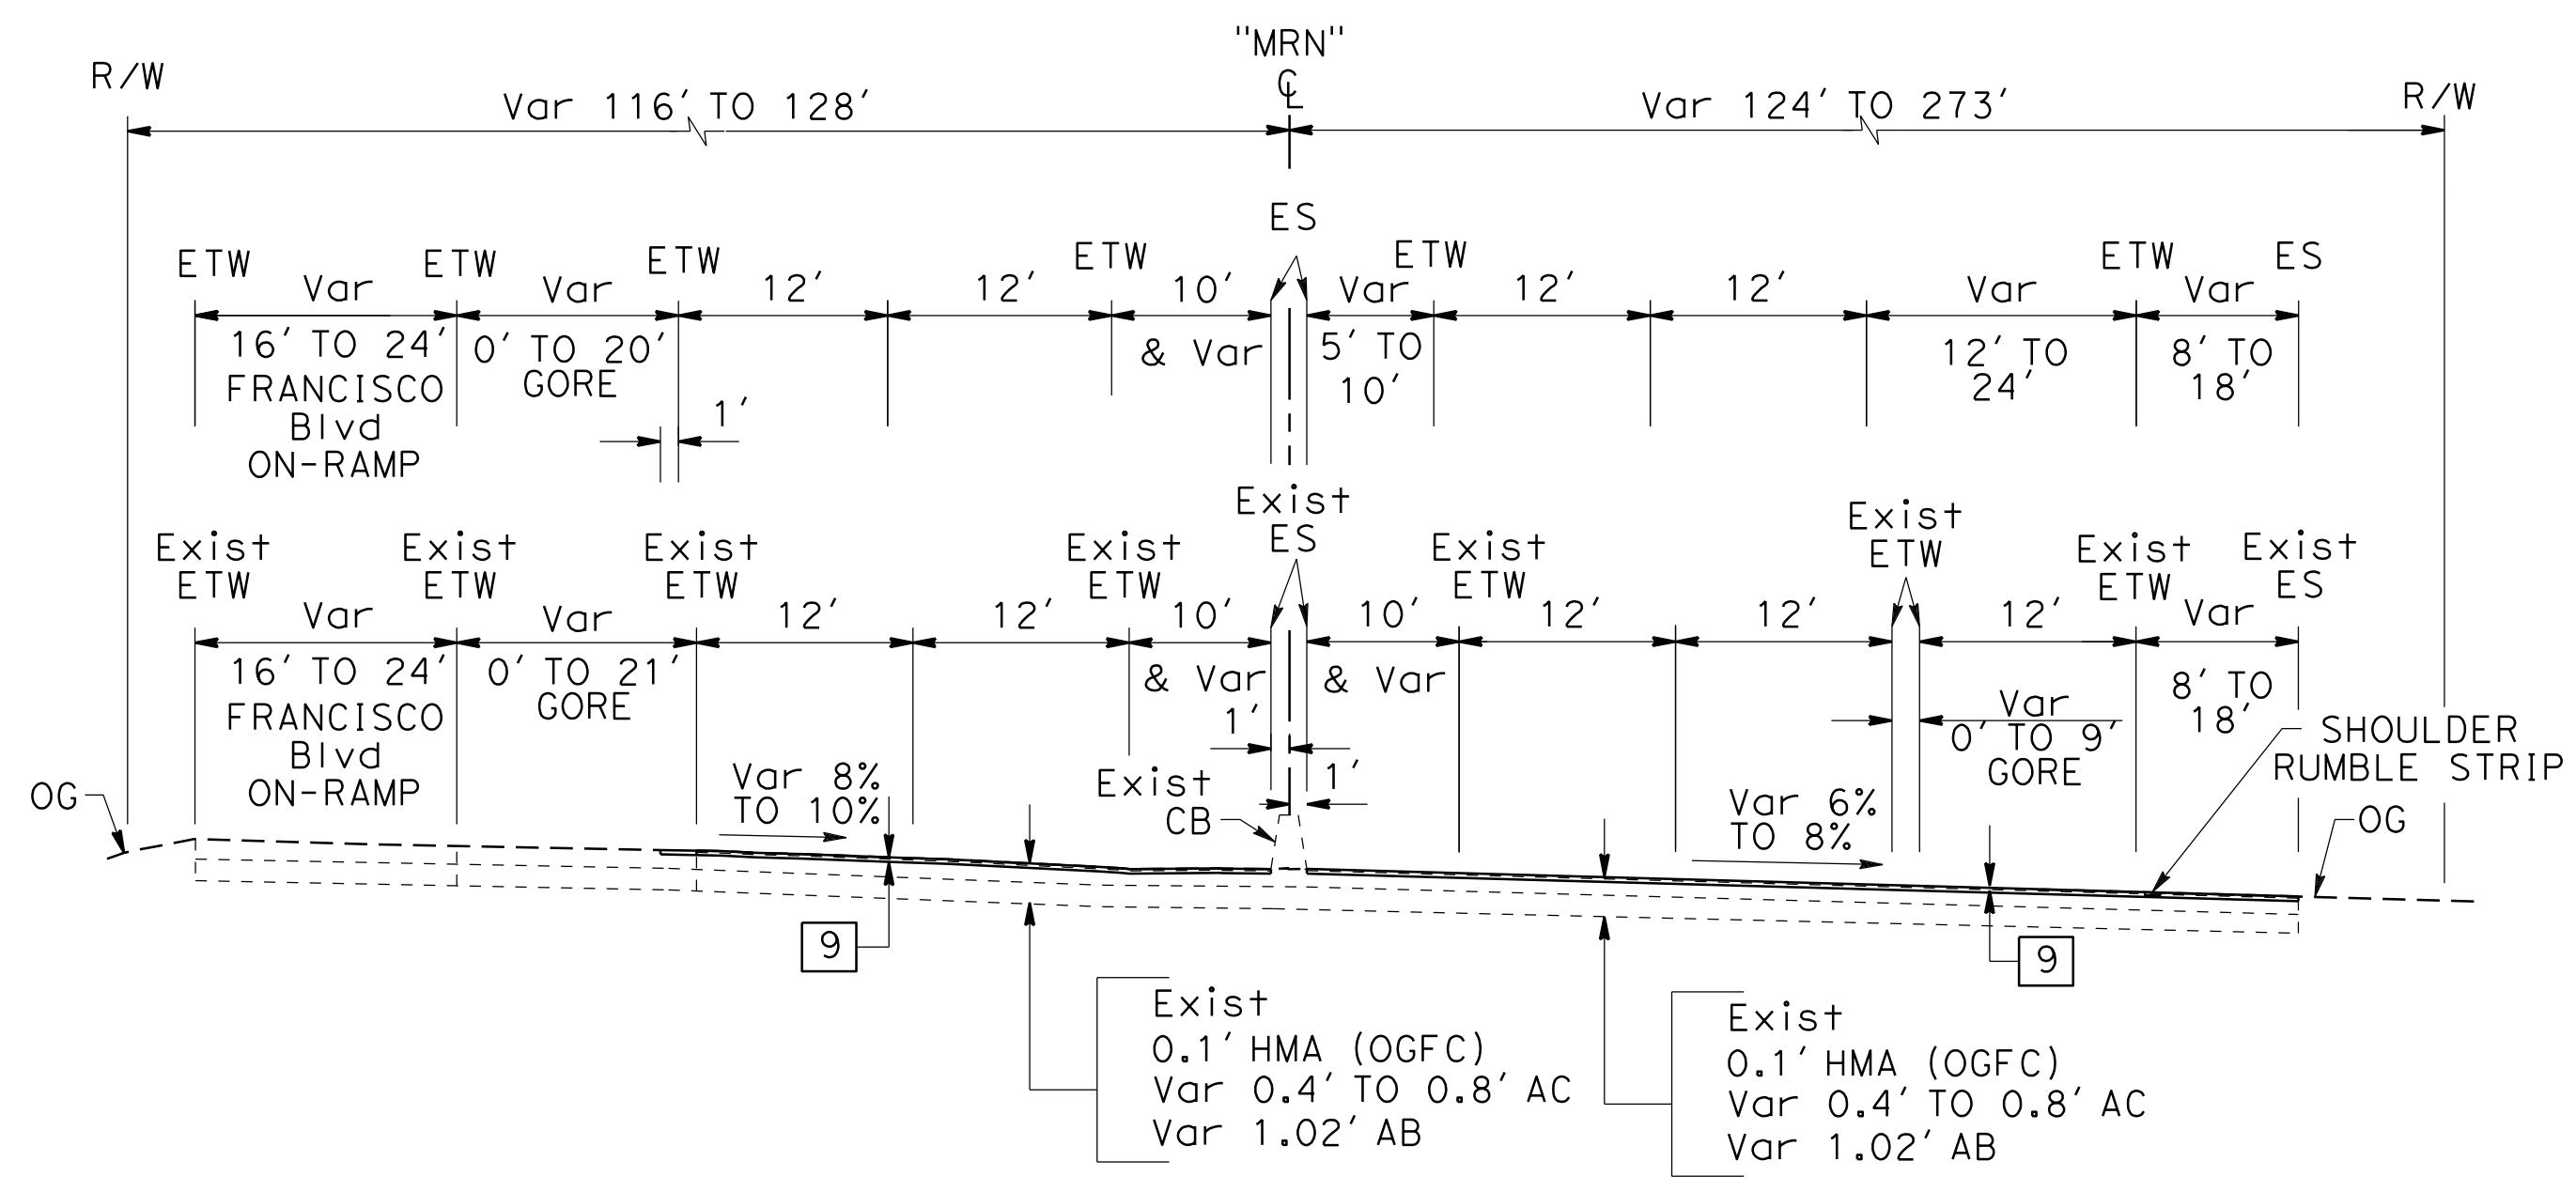 "MRN"
℄
R/W
Var 116' TO 128'
Var 124' TO 273'
R/W
ES
ETW
ETW
ETW
ETW
ETW
ETW
ES
Var
Var
12'
12'
10'
Var
12'
12'
Var
Var
16' TO 24'
0' TO 20'
& Var
5' TO
12' TO
8' TO
FRANCISCO
GORE
10'
24'
18'
Blvd
1'
ON-RAMP
Exist
ES
Exist
ETW
Exist
ETW
Exist
ETW
Exist
ETW
Exist
ETW
Exist
ETW
Exist
ETW
Exist
ES
Var
Var
12'
12'
10'
10'
12'
12'
12'
Var
16' TO 24'
0' TO 21'
& Var
& Var
8' TO
FRANCISCO
GORE
1'
Var
18'
Blvd
0' TO 9'
ON-RAMP
GORE
SHOULDER
RUMBLE STRIP
OG
Var 8%
TO 10%
Exist
CB
1'
Var 6%
TO 8%
OG
9
9
Exist
0.1' HMA (OGFC)
Var 0.4' TO 0.8' AC
Var 1.02' AB
Exist
0.1' HMA (OGFC)
Var 0.4' TO 0.8' AC
Var 1.02' AB